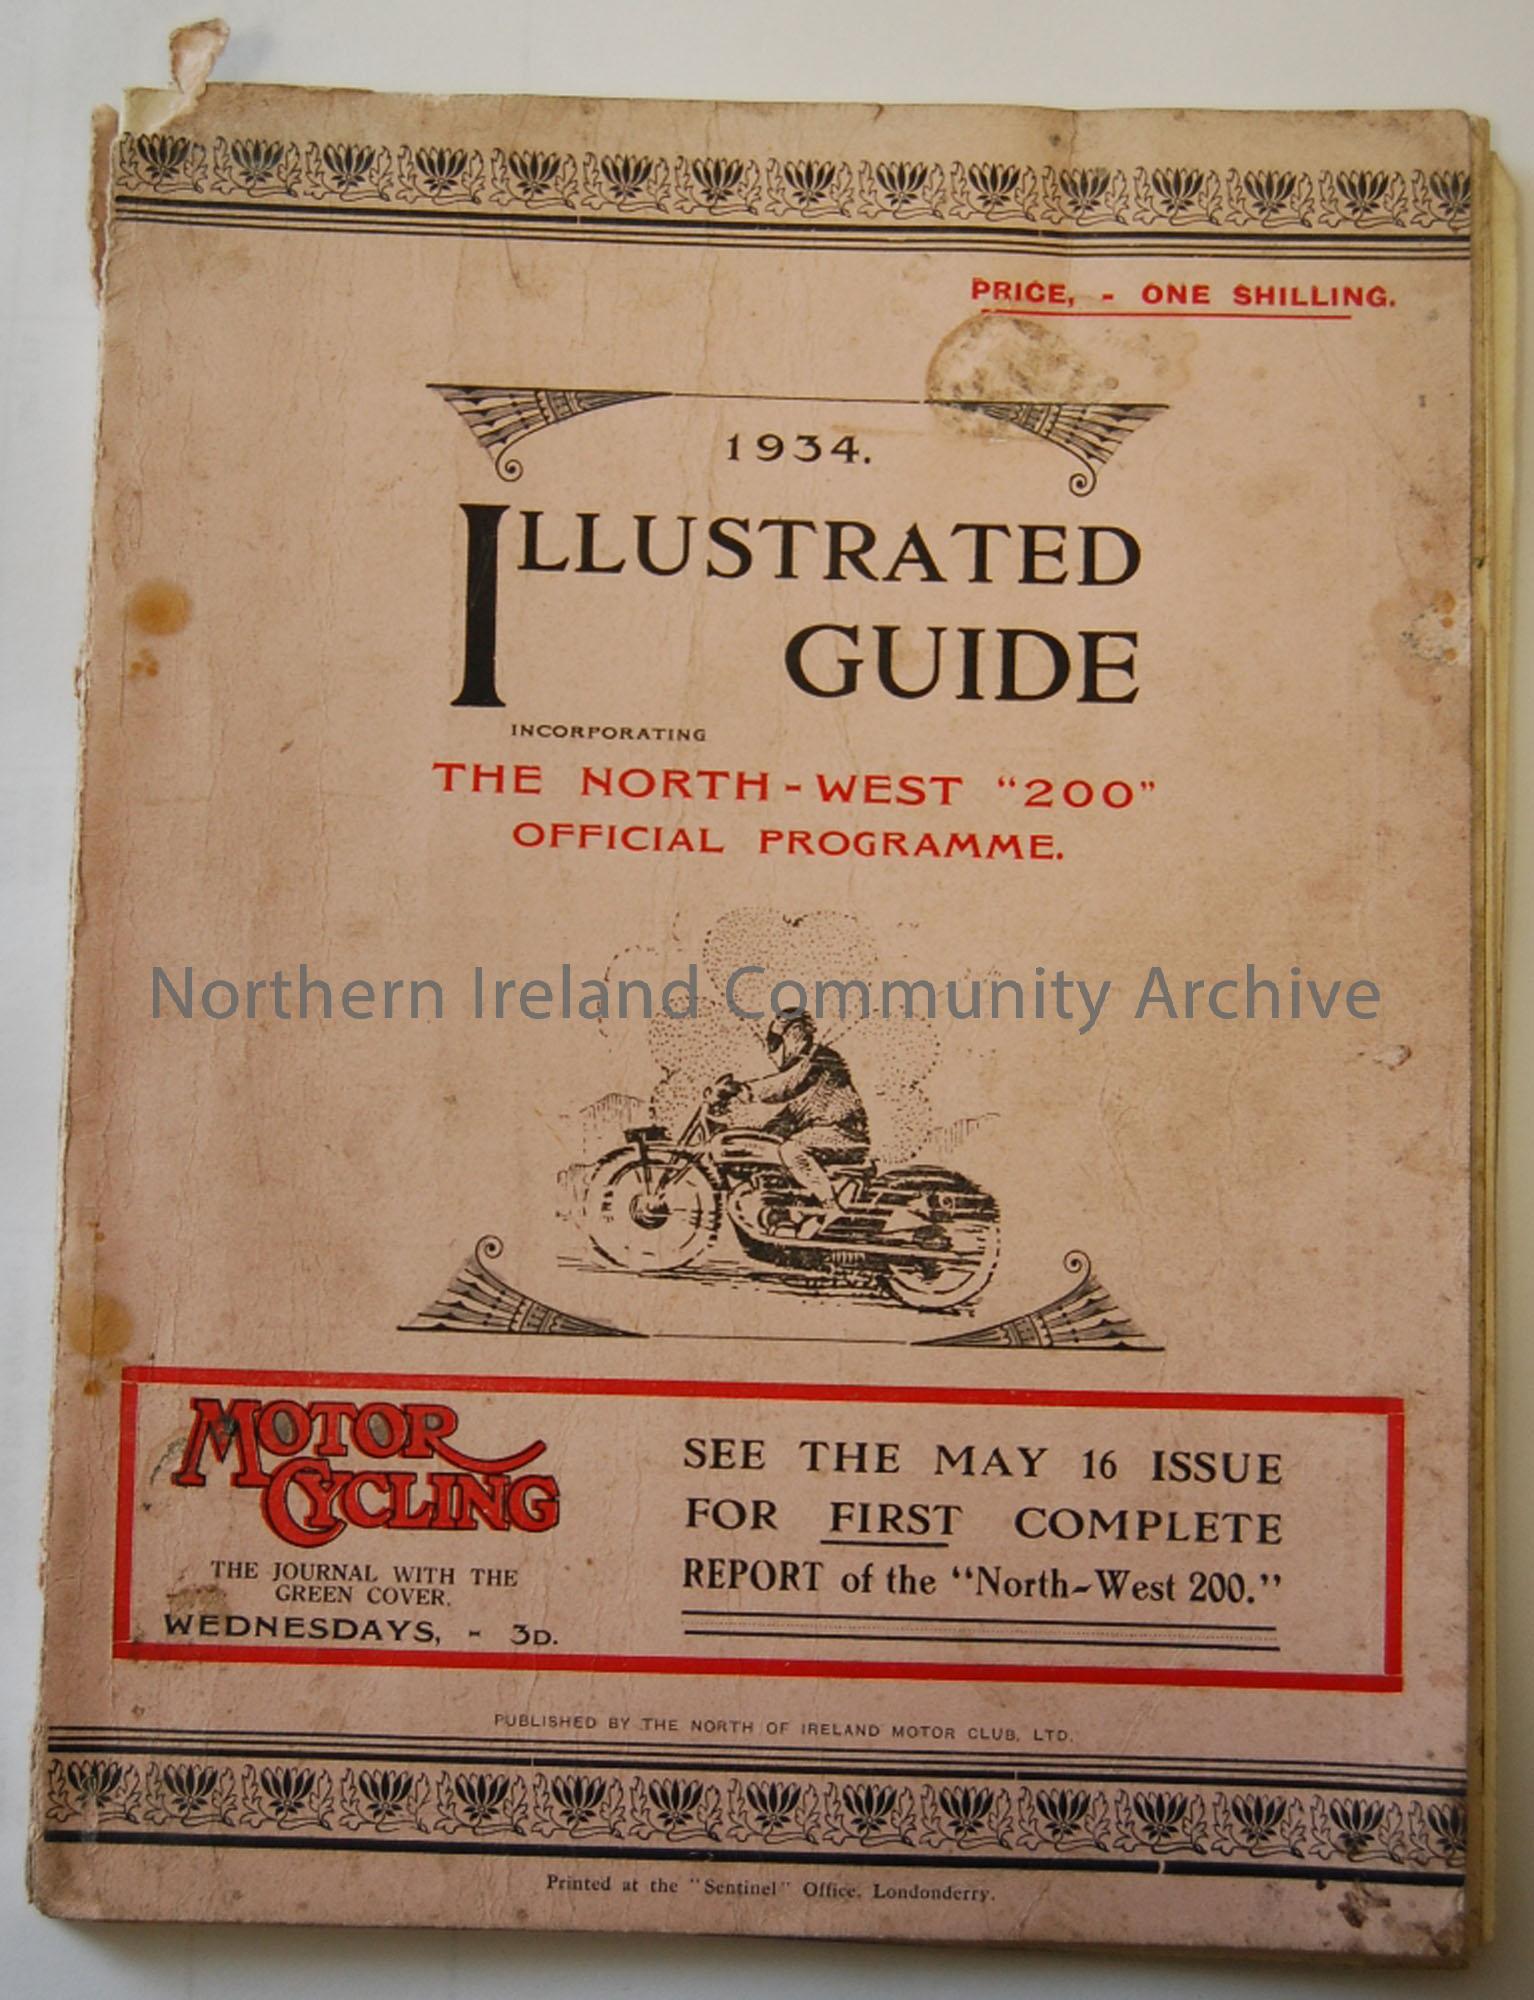 PRICE, - ONE SHILLING.
1934.
ILLUSTRATED
GUIDE
INCORPORATING
THE NORTH-WEST "200"
OFFICIAL PROGRAMME.
Northern Ireland Community Archive
MOTOR
CYCLING
THE JOURNAL WITH THE
GREEN COVER.
WEDNESDAYS, - 3D.
SEE THE MAY 16 ISSUE
FOR FIRST COMPLETE
REPORT of the "North-West 200."
PUBLISHED BY THE NORTH OF IRELAND MOTOR CLUB, LTD.
Printed at the "Sentinel" Office, Londonderry.